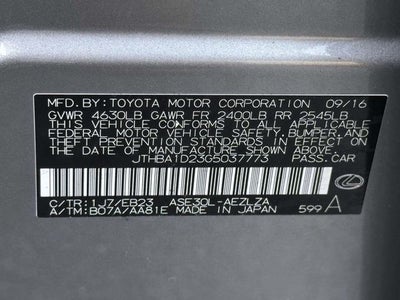 MFD. BY: TOYOTA MOTOR CORPORATION 09/16
GVWR 4630LB GAWR FR 2400LB RR 2545LB
THIS VEHICLE CONFORMS TO ALL APPLICABLE
FEDERAL MOTOR VEHICLE SAFETY, BUMPER, AND
THEFT PREVENTION STANDARDS IN EFFECT ON
THE DATE OF MANUFACTURE SHOWN ABOVE.
JTHBA1D23G5037773 PASS.CAR
C/TR: 1J7/EB23 ASE30L-AEZLZA
A/TM: B07A/AA81E MADE IN JAPAN 599 A